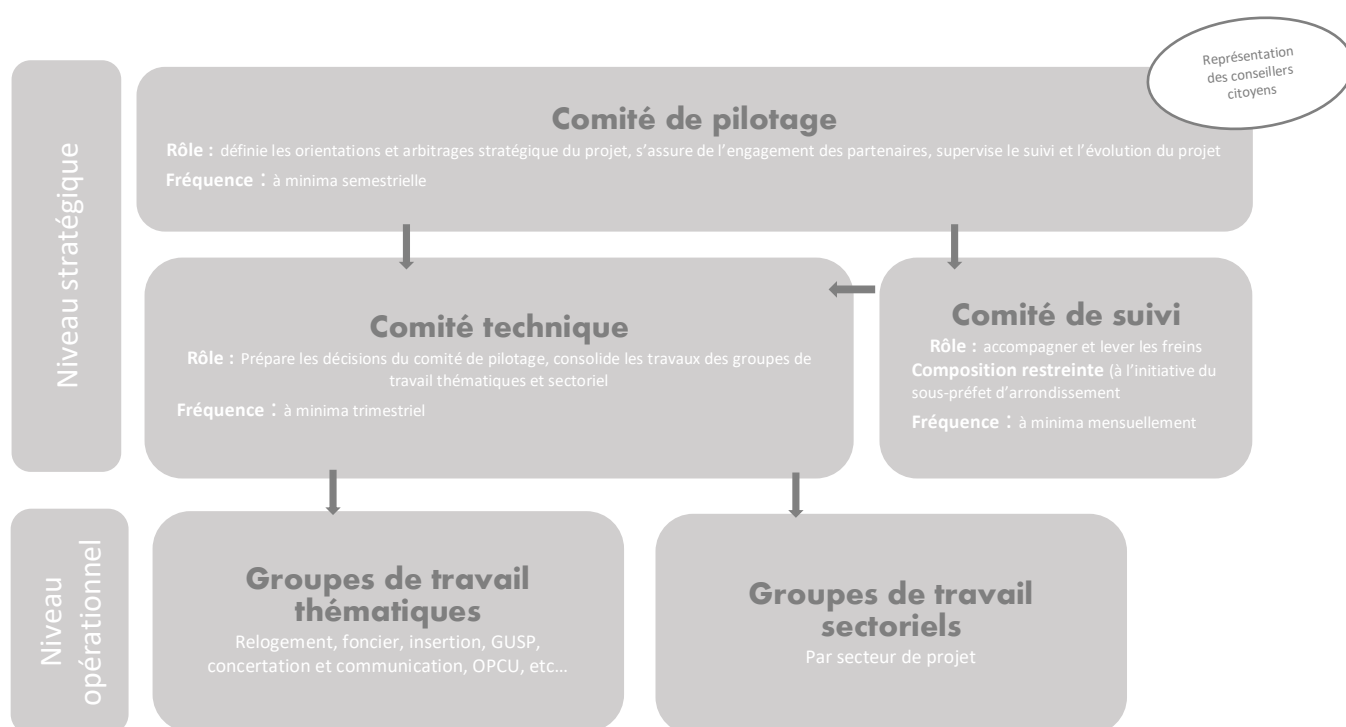 Représentation
des conseillers
citoyens
Niveau stratégique
Comité de pilotage
Rôle : définie les orientations et arbitrages stratégique du projet, s’assure de l’engagement des partenaires, supervise le suivi et l’évolution du projet
Fréquence : à minima semestrielle
Comité technique
Rôle : Prépare les décisions du comité de pilotage, consolide les travaux des groupes de
travail thématiques et sectoriel
Fréquence : à minima trimestriel
Comité de suivi
Rôle : accompagner et lever les freins
Composition restreinte (à l’initiative du
sous-préfet d’arrondissement
Fréquence : à minima mensuellement
Niveau
opérationnel
Groupes de travail
thématiques
Relogement, foncier, insertion, GUSP,
concertation et communication, OPCU, etc…
Groupes de travail
sectoriels
Par secteur de projet